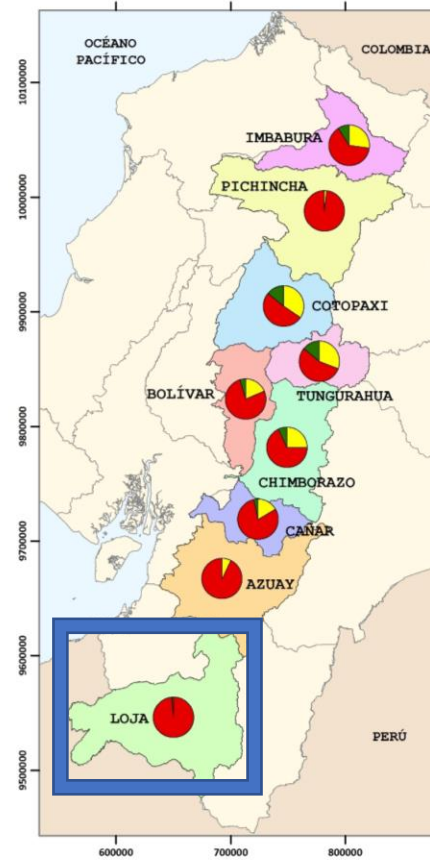 OCÉANO
PACÍFICO
COLOMBIA
IMBABURA
PICHINCHA
COTOPAXI
TUNGURAHUA
BOLÍVAR
CHIMBORAZO
CAÑAR
AZUAY
LOJA
PERÚ
10100000
10000000
9900000
9800000
9700000
9600000
9500000
600000
700000
800000